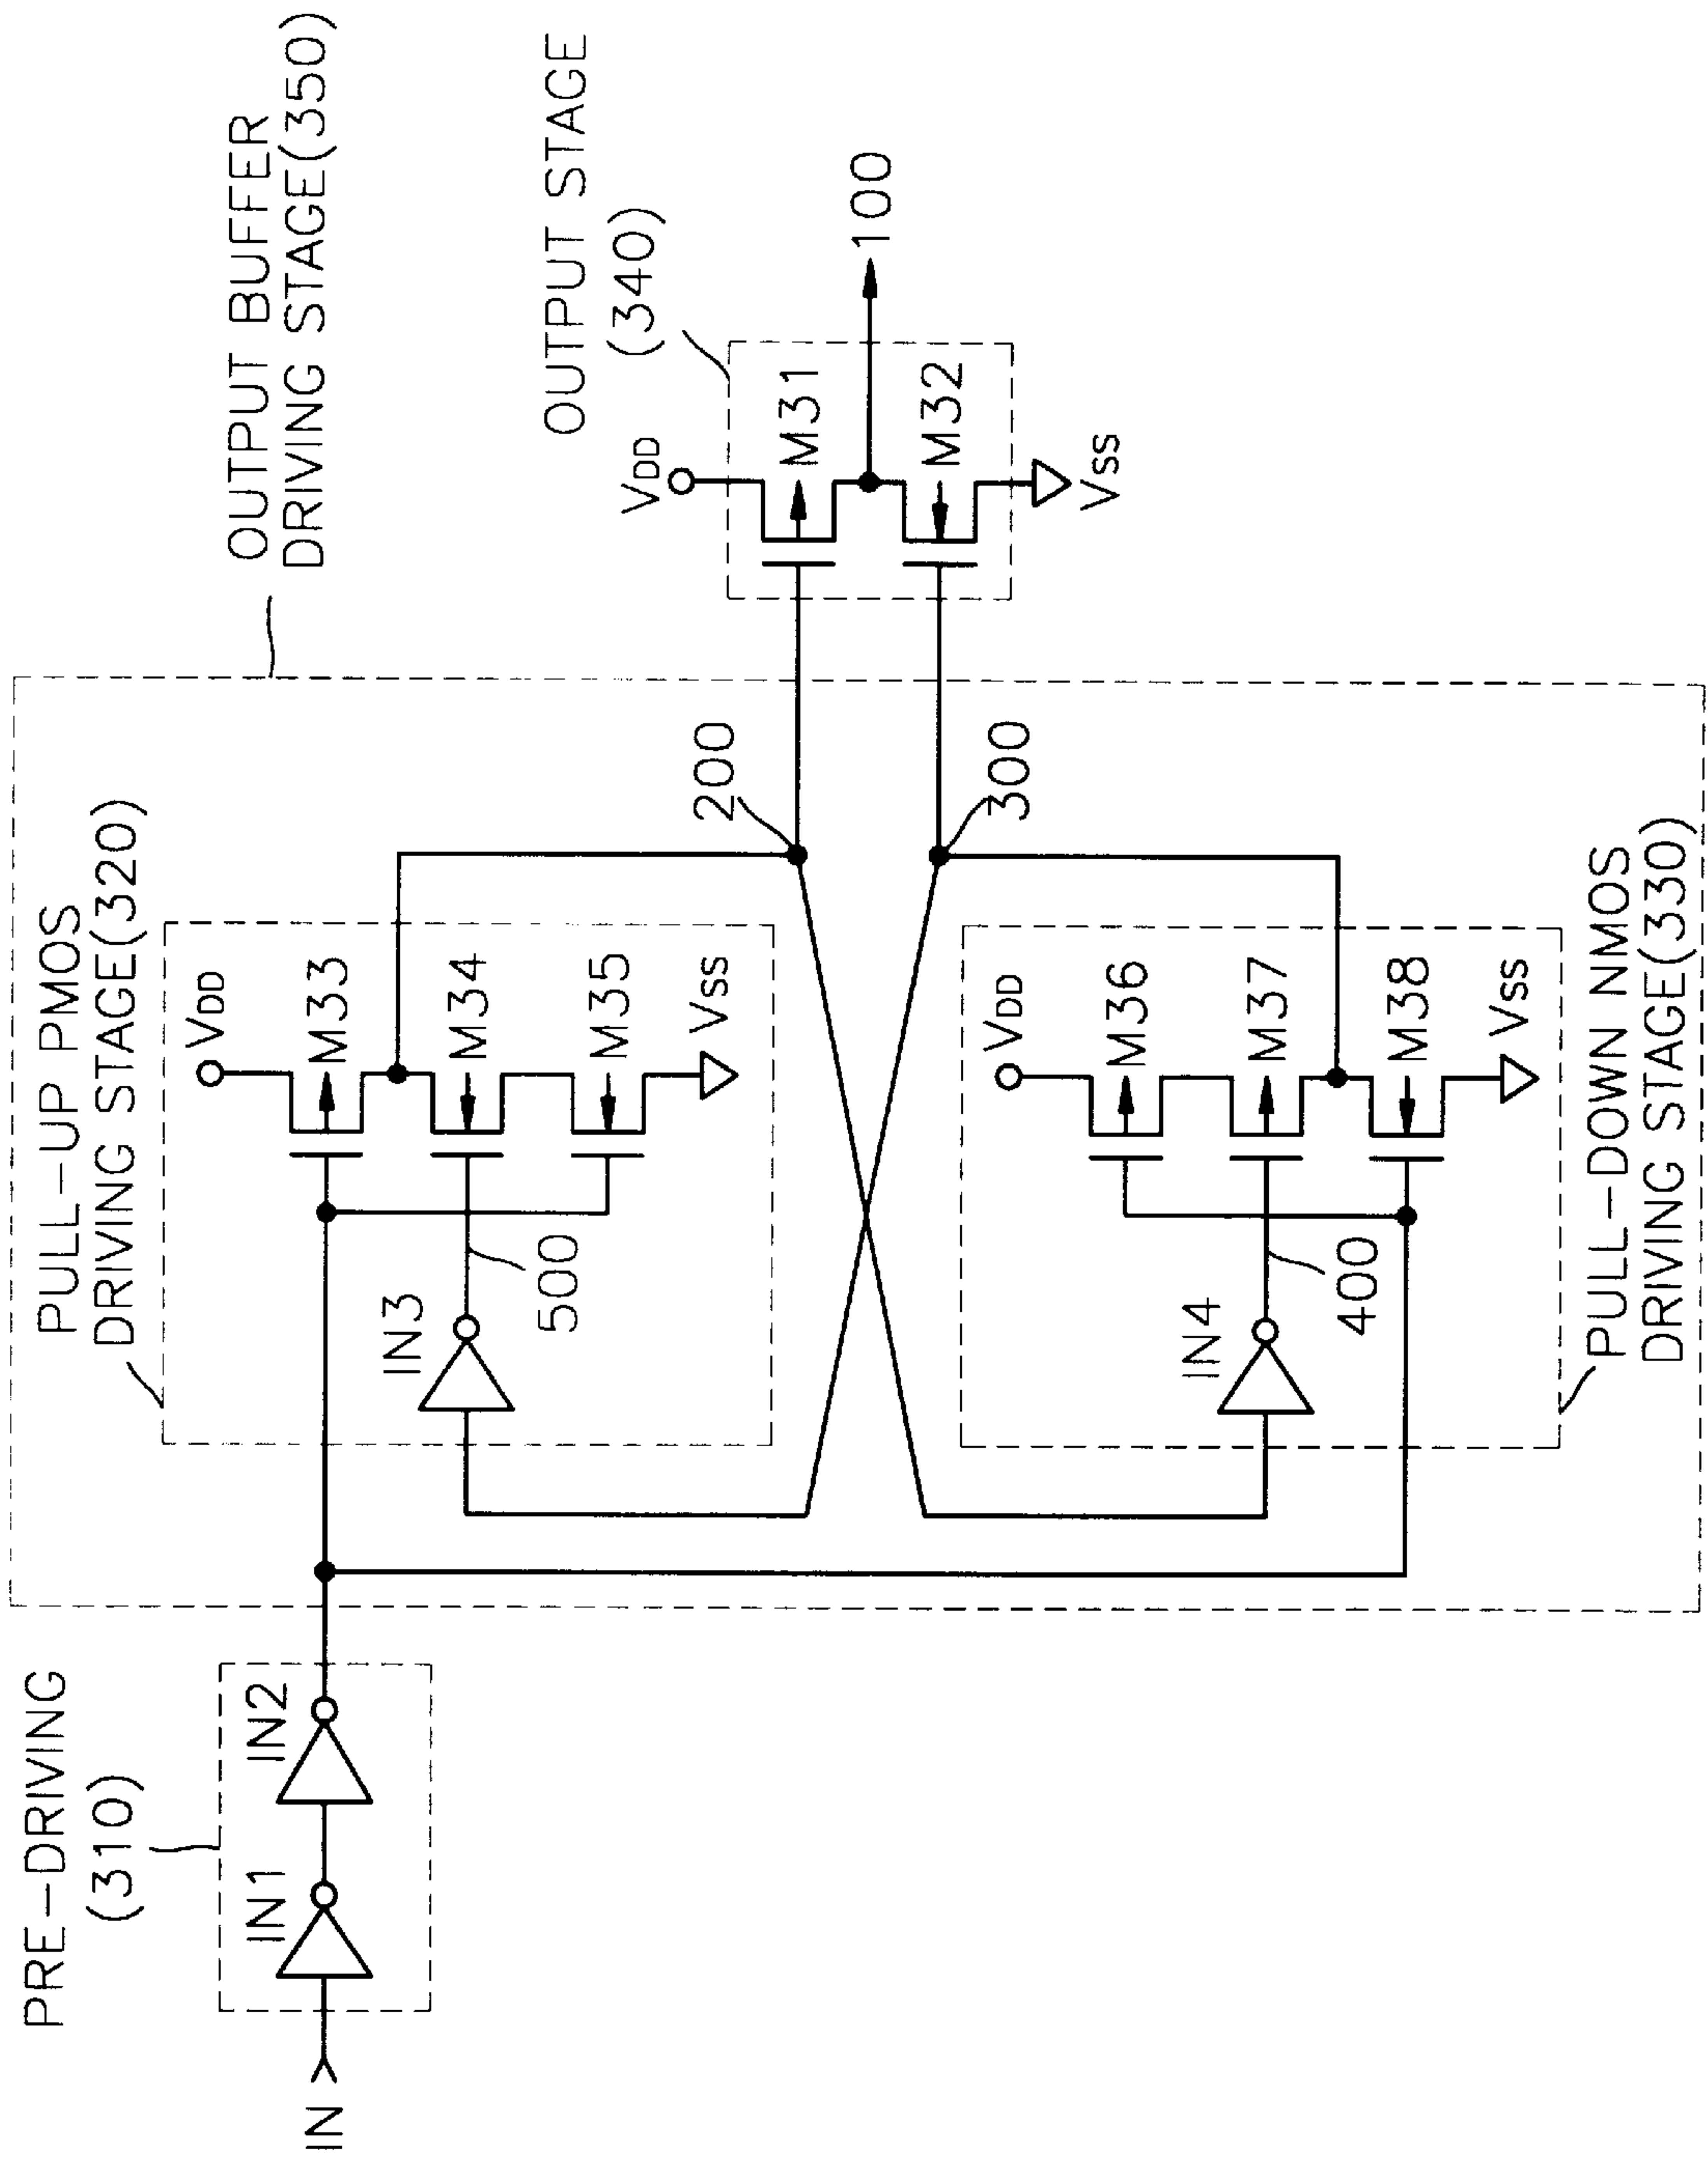 OUTPUT BUFFER
DRIVING STAGE(350)
PRE-DRIVING
(310)
IN
IN1
IN2
PULL-UP PMOS
DRIVING STAGE(320)
VDD
M33
M34
M35
VSS
IN3
500
200
300
OUTPUT STAGE
(340)
VDD
M31
M32
VSS
100
VDD
M36
M37
M38
VSS
IN4
400
PULL-DOWN NMOS
DRIVING STAGE(330)